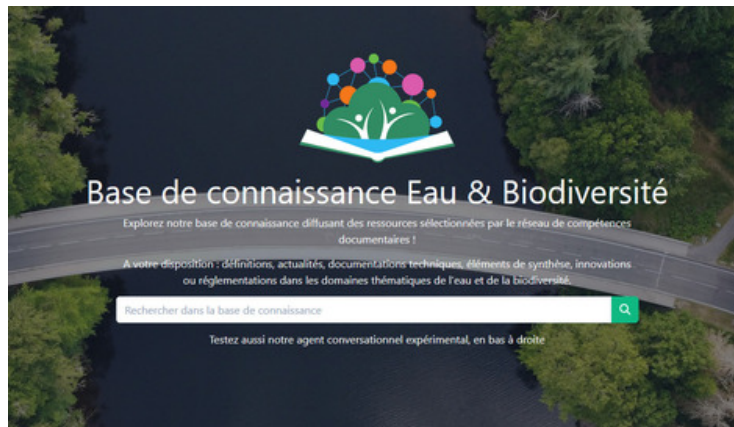 Base de connaissance Eau & Biodiversité
Explorez notre base de connaissance diffusant des ressources sélectionnées par le réseau de compétences
documentaires !
A votre disposition : définitions, actualités, documentations techniques, éléments de synthèse, innovations
ou réglementations dans les domaines thématiques de l'eau et de la biodiversité.
Rechercher dans la base de connaissance
Testez aussi notre agent conversationnel expérimental, en bas à droite